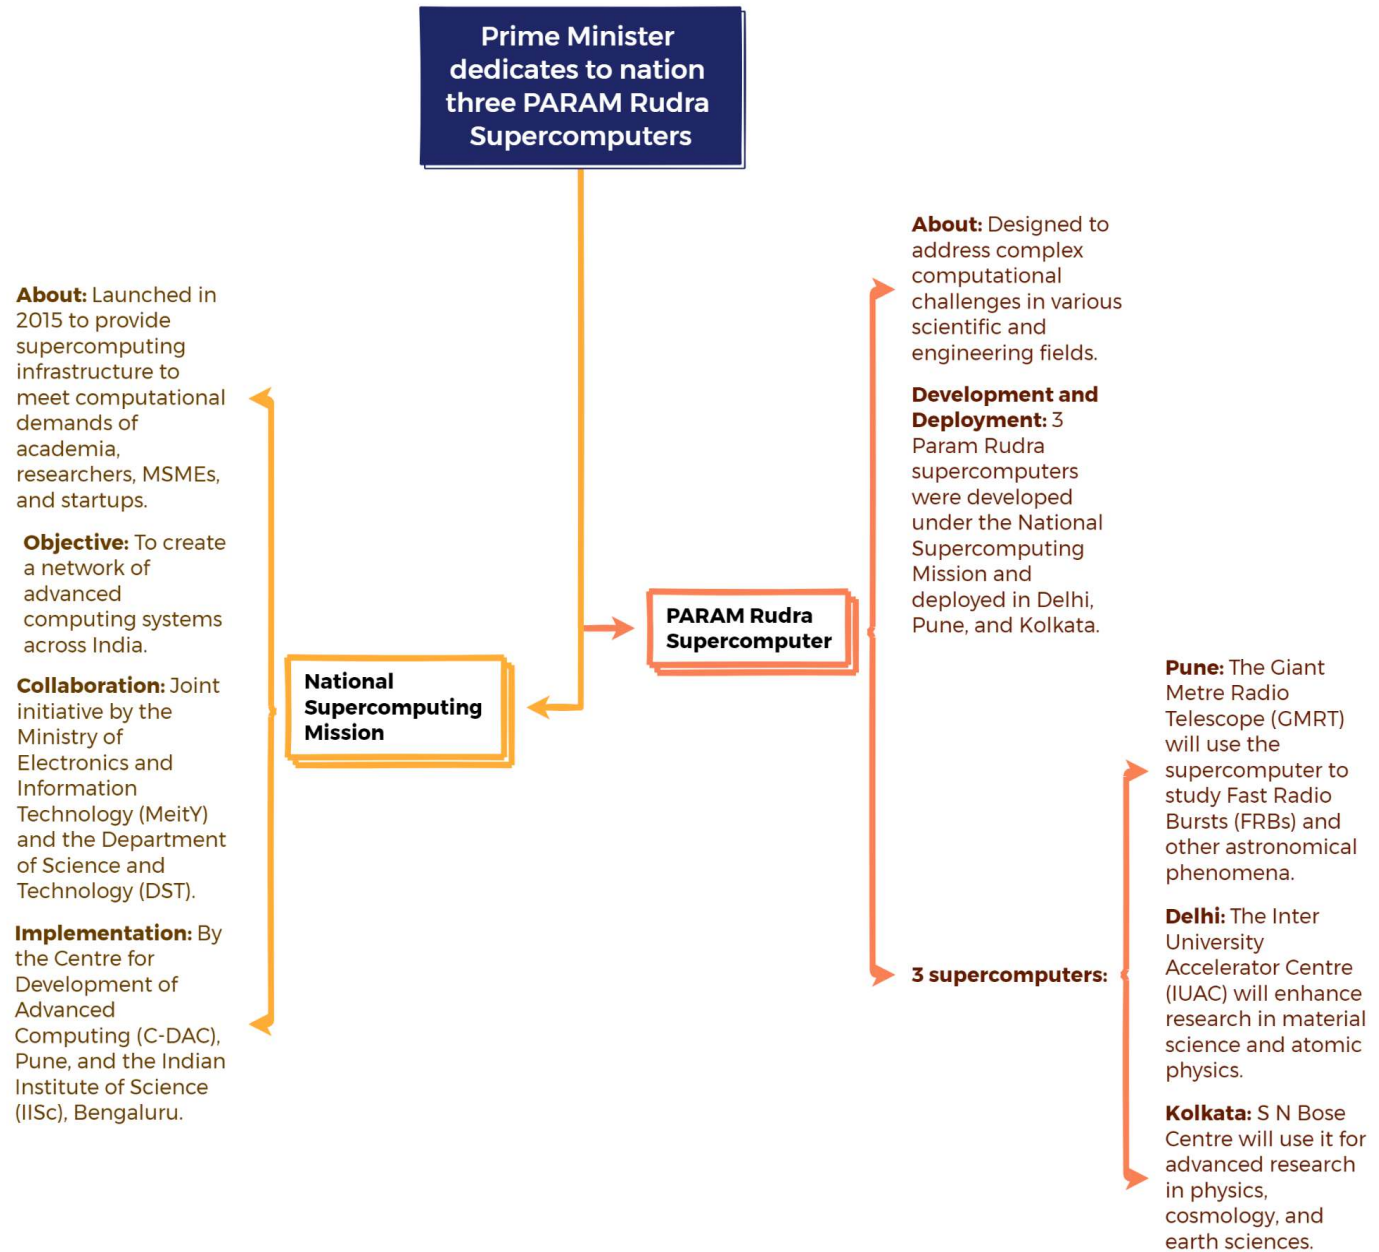 Prime Minister
dedicates to nation
three PARAM Rudra
Supercomputers
About: Launched in
2015 to provide
supercomputing
infrastructure to
meet computational
demands of
academia,
researchers, MSMEs,
and startups.
Objective: To create
a network of
advanced
computing systems
across India.
Collaboration: Joint
initiative by the
Ministry of
Electronics and
Information
Technology (MeitY)
and the Department
of Science and
Technology (DST).
Implementation: By
the Centre for
Development of
Advanced
Computing (C-DAC),
Pune, and the Indian
Institute of Science
(IISc), Bengaluru.
National
Supercomputing
Mission
PARAM Rudra
Supercomputer
About: Designed to
address complex
computational
challenges in various
scientific and
engineering fields.
Development and
Deployment: 3
Param Rudra
supercomputers
were developed
under the National
Supercomputing
Mission and
deployed in Delhi,
Pune, and Kolkata.
3 supercomputers:
Pune: The Giant
Metre Radio
Telescope (GMRT)
will use the
supercomputer to
study Fast Radio
Bursts (FRBs) and
other astronomical
phenomena.
Delhi: The Inter
University
Accelerator Centre
(IUAC) will enhance
research in material
science and atomic
physics.
Kolkata: S N Bose
Centre will use it for
advanced research
in physics,
cosmology, and
earth sciences.